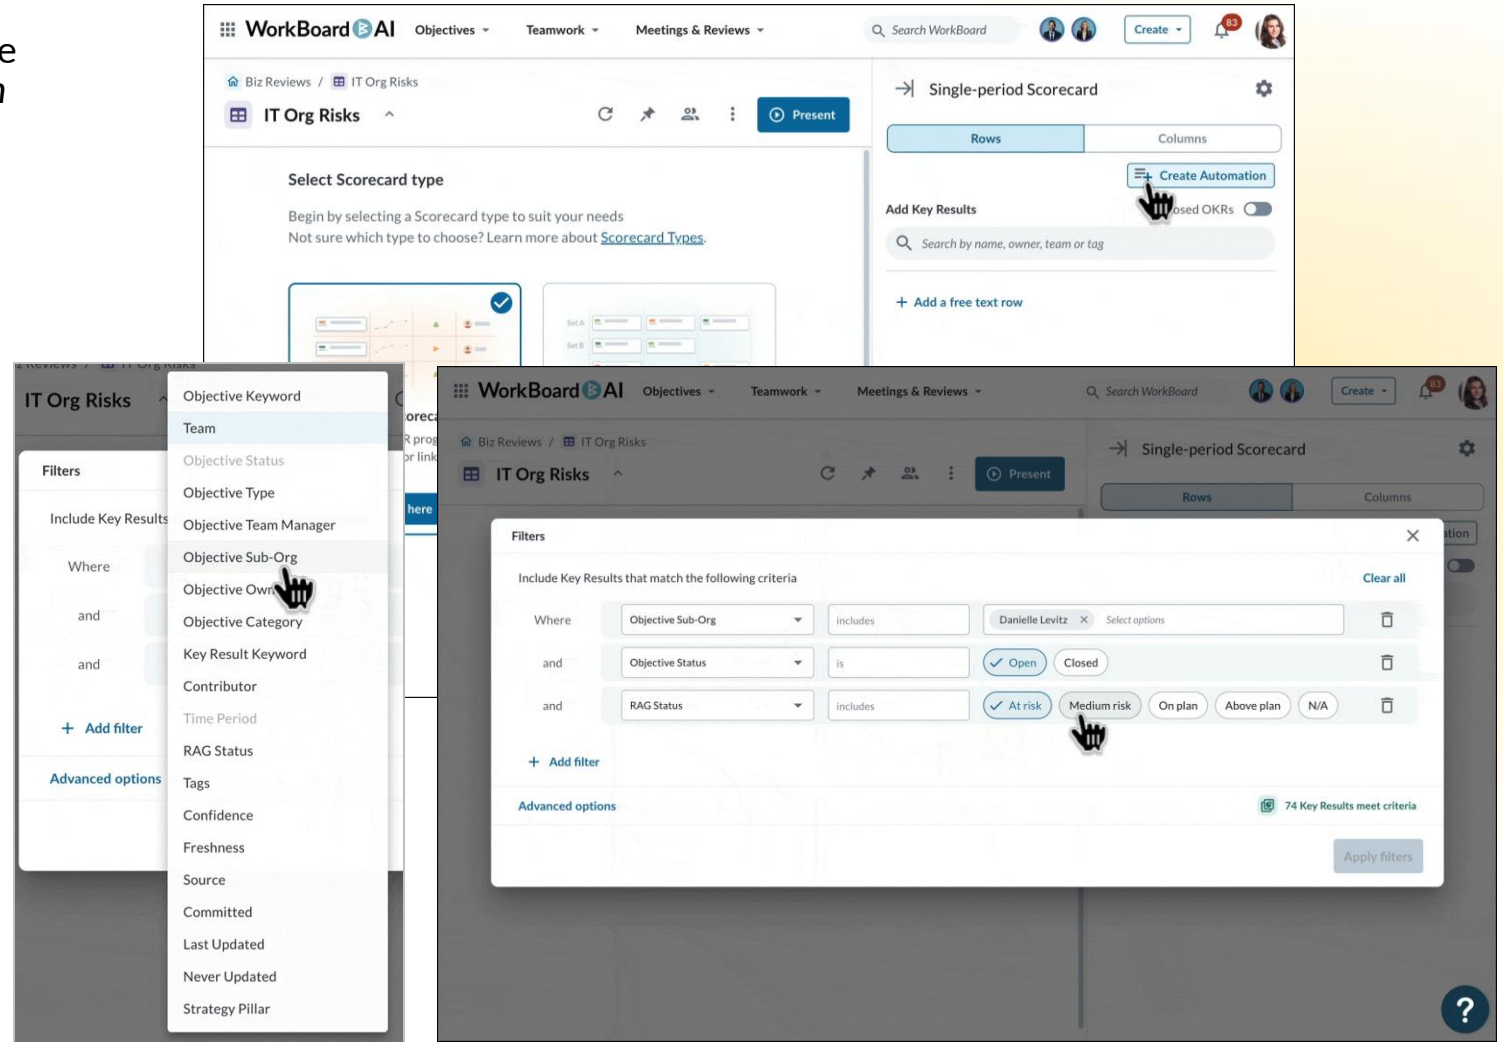 e
n
WorkBoard AI Objectives Teamwork Meetings & Reviews Search WorkBoard Create 83
Biz Reviews / IT Org Risks
IT Org Risks Present
Select Scorecard type
Begin by selecting a Scorecard type to suit your needs
Not sure which type to choose? Learn more about Scorecard Types.
Set A
Set B
Single-period Scorecard
Rows Columns
Create Automation
Add Key Results osed OKRs
Search by name, owner, team or tag
+ Add a free text row
IT Org Risks
IT Org Risks
Filters
Include Key Results
Where
and
and
+ Add filter
Advanced options
Objective Keyword
Team
Objective Status
Objective Type
Objective Team Manager
Objective Sub-Org
Objective Own
Objective Category
Key Result Keyword
Contributor
Time Period
RAG Status
Tags
Confidence
Freshness
Source
Committed
Last Updated
Never Updated
Strategy Pillar
oreca
R prog
or link
here
WorkBoard AI Objectives Teamwork Meetings & Reviews Search WorkBoard Create 83
Biz Reviews / IT Org Risks
IT Org Risks Present
Single-period Scorecard
Rows Columns
ation
Filters
Include Key Results that match the following criteria Clear all
Where Objective Sub-Org includes Danielle Levitz Select options
and Objective Status is Open Closed
and RAG Status includes At risk Medium risk On plan Above plan N/A
+ Add filter
Advanced options 74 Key Results meet criteria
Apply filters
?